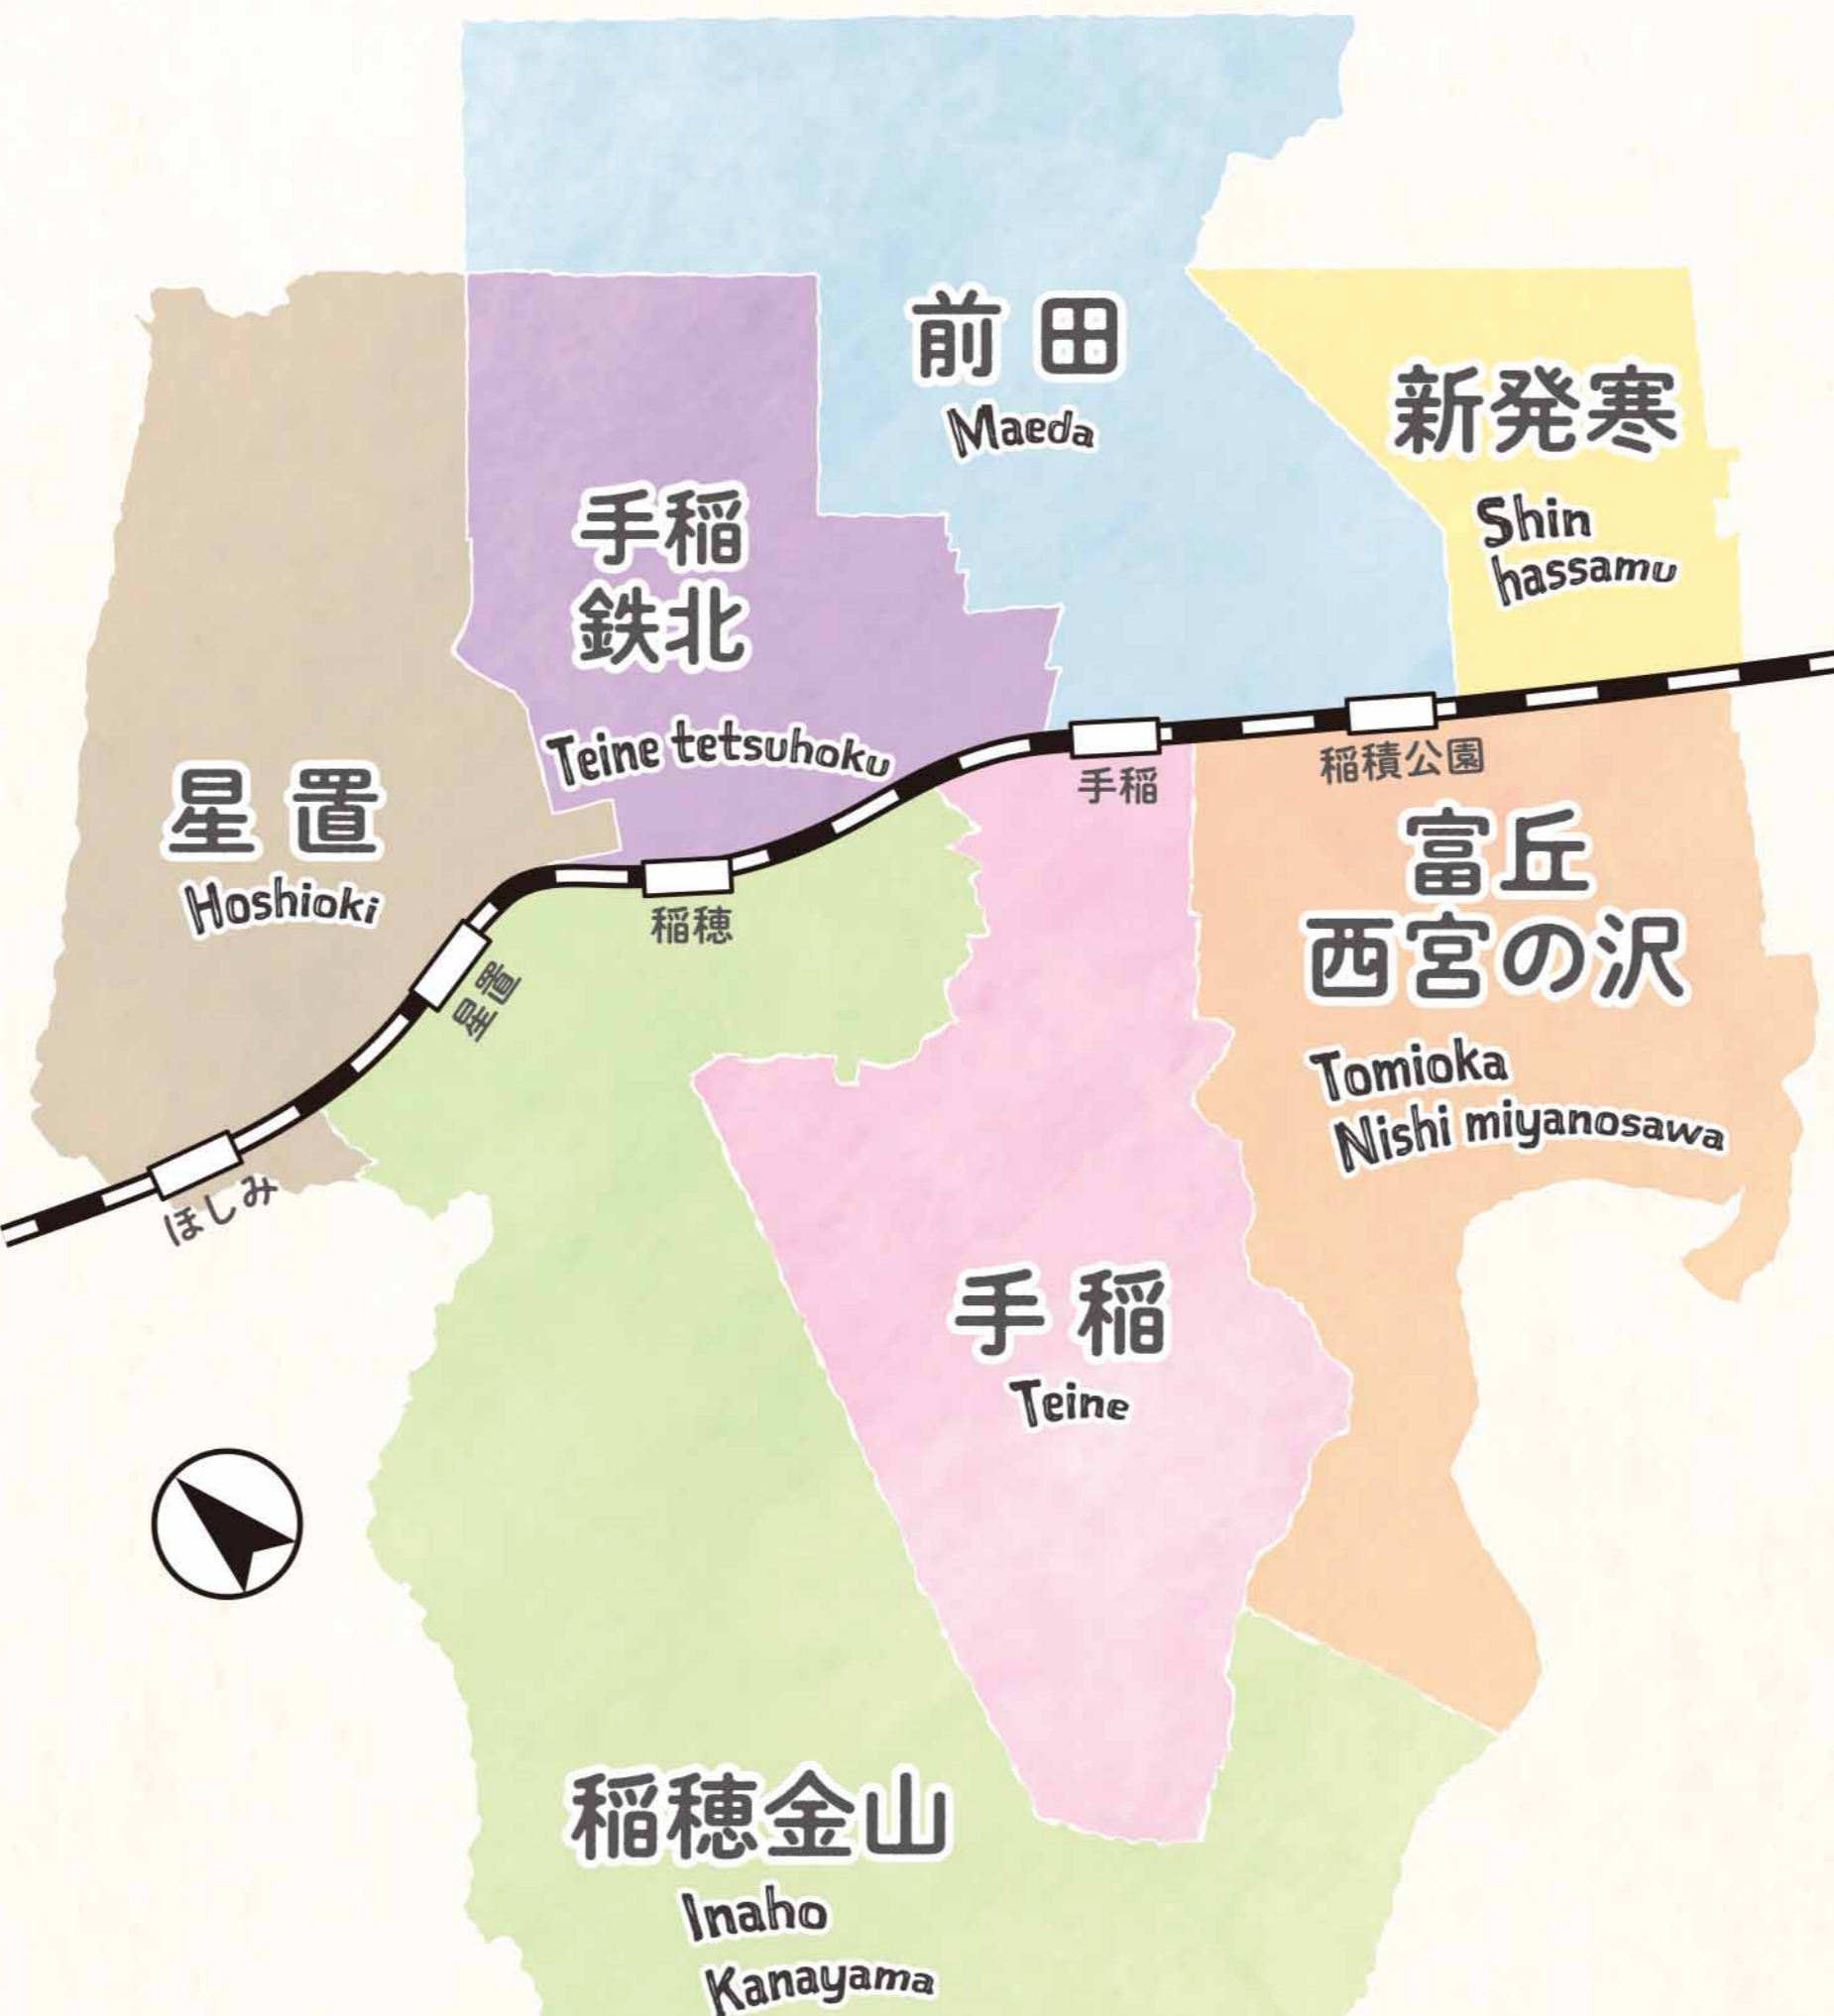 前田
Maeda
新発寒
Shin
hassamu
手稲
鉄北
Teine tetsuhoku
星置
Hoshioki
手稲
稲積公園
稲穂
星置
ほしみ
富丘
西宮の沢
Tomioka
Nishi miyanosawa
手稲
Teine
稲穂金山
Inaho
Kanayama